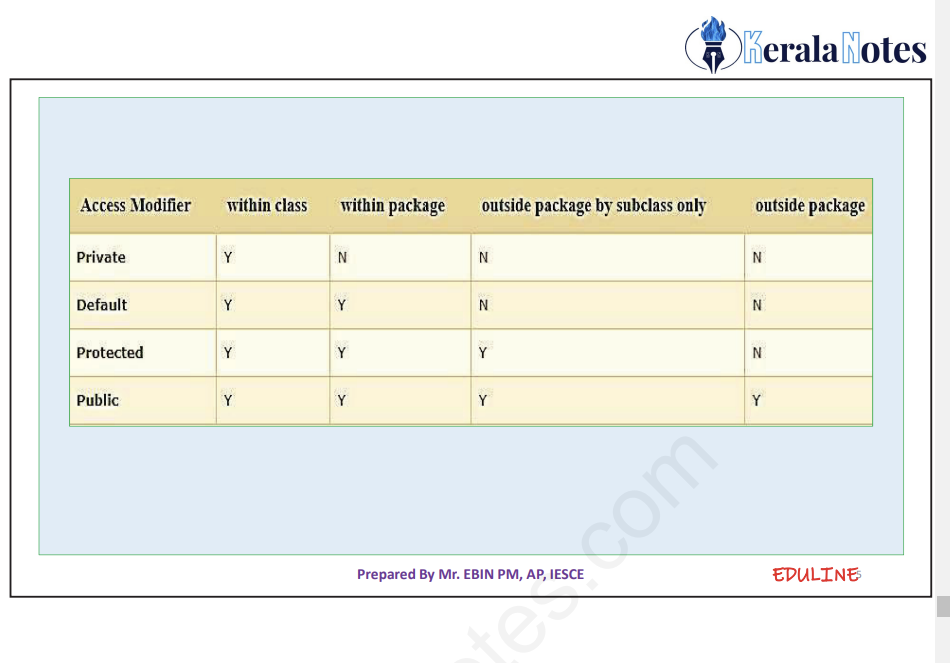 KeralaNotes
Access Modifier within class within package outside package by subclass only outside package
Private Y N N N
Default Y Y N N
Protected Y Y Y N
Public Y Y Y Y
otes.com
Prepared By Mr. EBIN PM, AP, IESCE
EDULINE 5